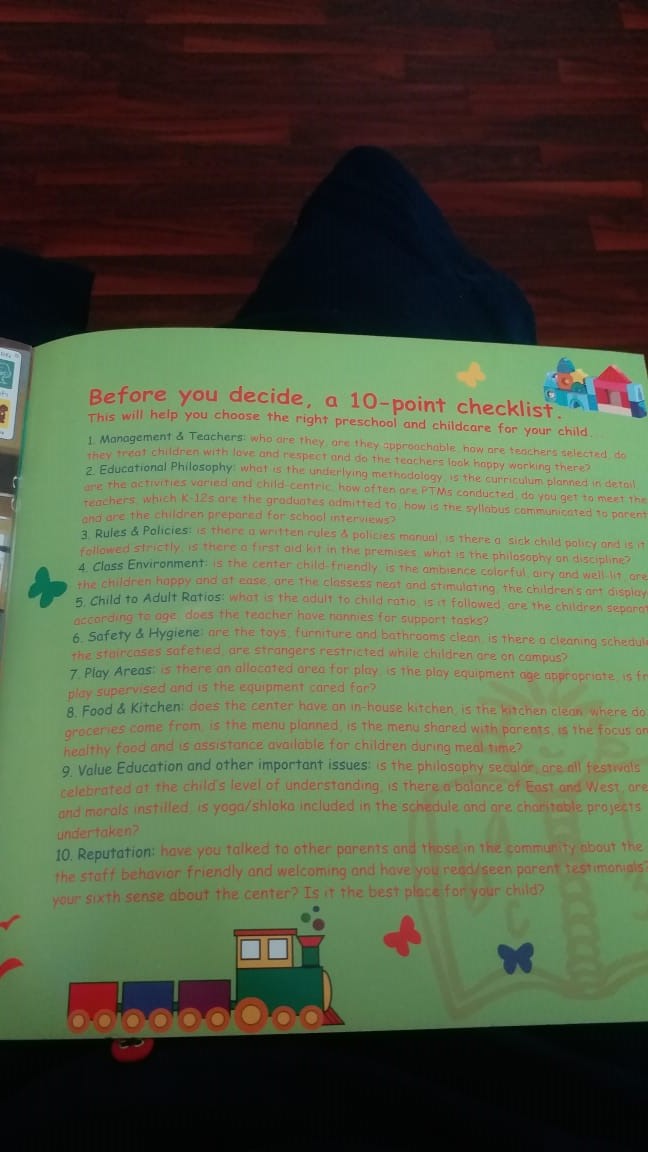 Before you decide, a 10-point checklist.
This will help you choose the right preschool and childcare for your child.
1. Management & Teachers: who are they, are they approachable, how are teachers selected, do
they treat children with love and respect and do the teachers look happy working there?
2. Educational Philosophy: what is the underlying methodology, is the curriculum planned in detail,
are the activities varied and child-centric, how often are PTMs conducted, do you get to meet the
teachers, which K-12s are the graduates admitted to, how is the syllabus communicated to parent
and are the children prepared for school interviews?
3. Rules & Policies: is there a written rules & policies manual, is there a sick child policy and is it
followed strictly, is there a first aid kit in the premises, what is the philosophy on discipline?
4. Class Environment: is the center child-friendly, is the ambience colorful, airy and well-lit, are
the children happy and at ease, are the classess neat and stimulating, the children's art display
5. Child to Adult Ratios: what is the adult to child ratio, is it followed, are the children separat
according to age, does the teacher have nannies for support tasks?
6. Safety & Hygiene: are the toys, furniture and bathrooms clean, is there a cleaning schedul
the staircases safetied, are strangers restricted while children are on campus?
7. Play Areas: is there an allocated area for play, is the play equipment age appropriate, is fr
play supervised and is the equipment cared for?
8. Food & Kitchen: does the center have an in-house kitchen, is the kitchen clean, where do
groceries come from, is the menu planned, is the menu shared with parents, is the focus on
healthy food and is assistance available for children during meal time?
9. Value Education and other important issues: is the philosophy secular, are all festivals
celebrated at the child's level of understanding, is there a balance of East and West, are
and morals instilled, is yoga/shloka included in the schedule and are charitable projects
undertaken?
10. Reputation: have you talked to other parents and those in the community about the
the staff behavior friendly and welcoming and have you read/seen parent testimonials?
your sixth sense about the center? Is it the best place for your child?